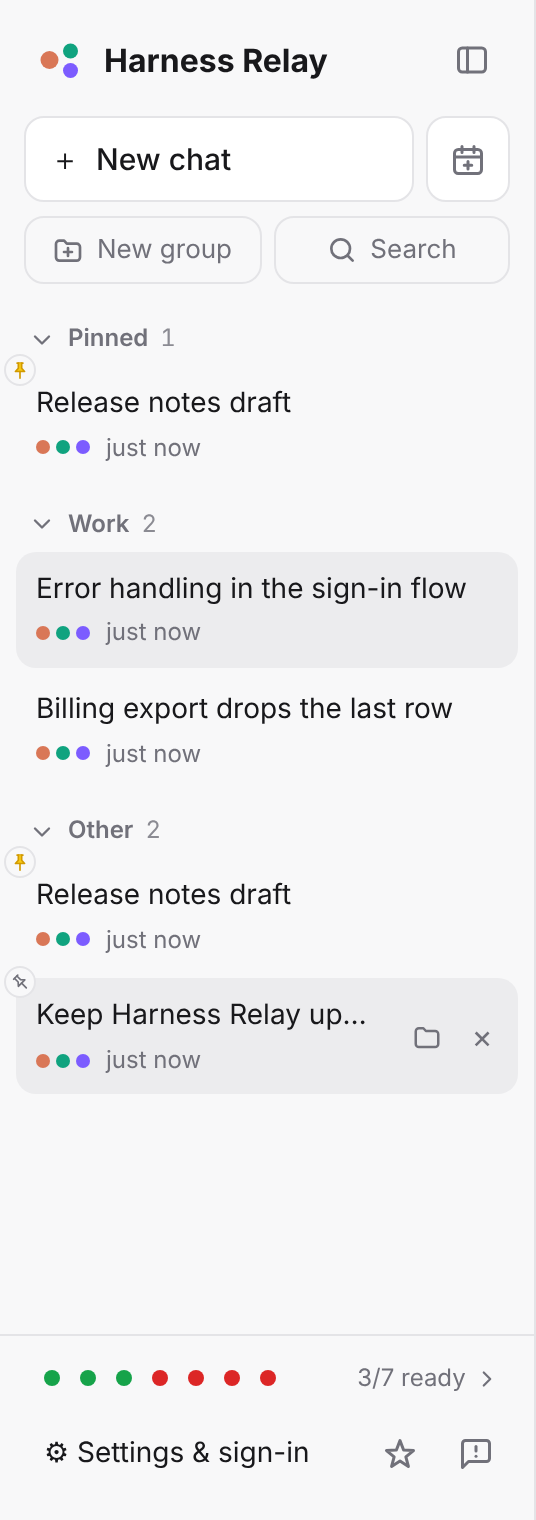 Harness Relay
+ New chat
New group
Search
Pinned 1
Release notes draft
just now
Work 2
Error handling in the sign-in flow
just now
Billing export drops the last row
just now
Other 2
Release notes draft
just now
Keep Harness Relay up...
just now
3/7 ready
Settings & sign-in